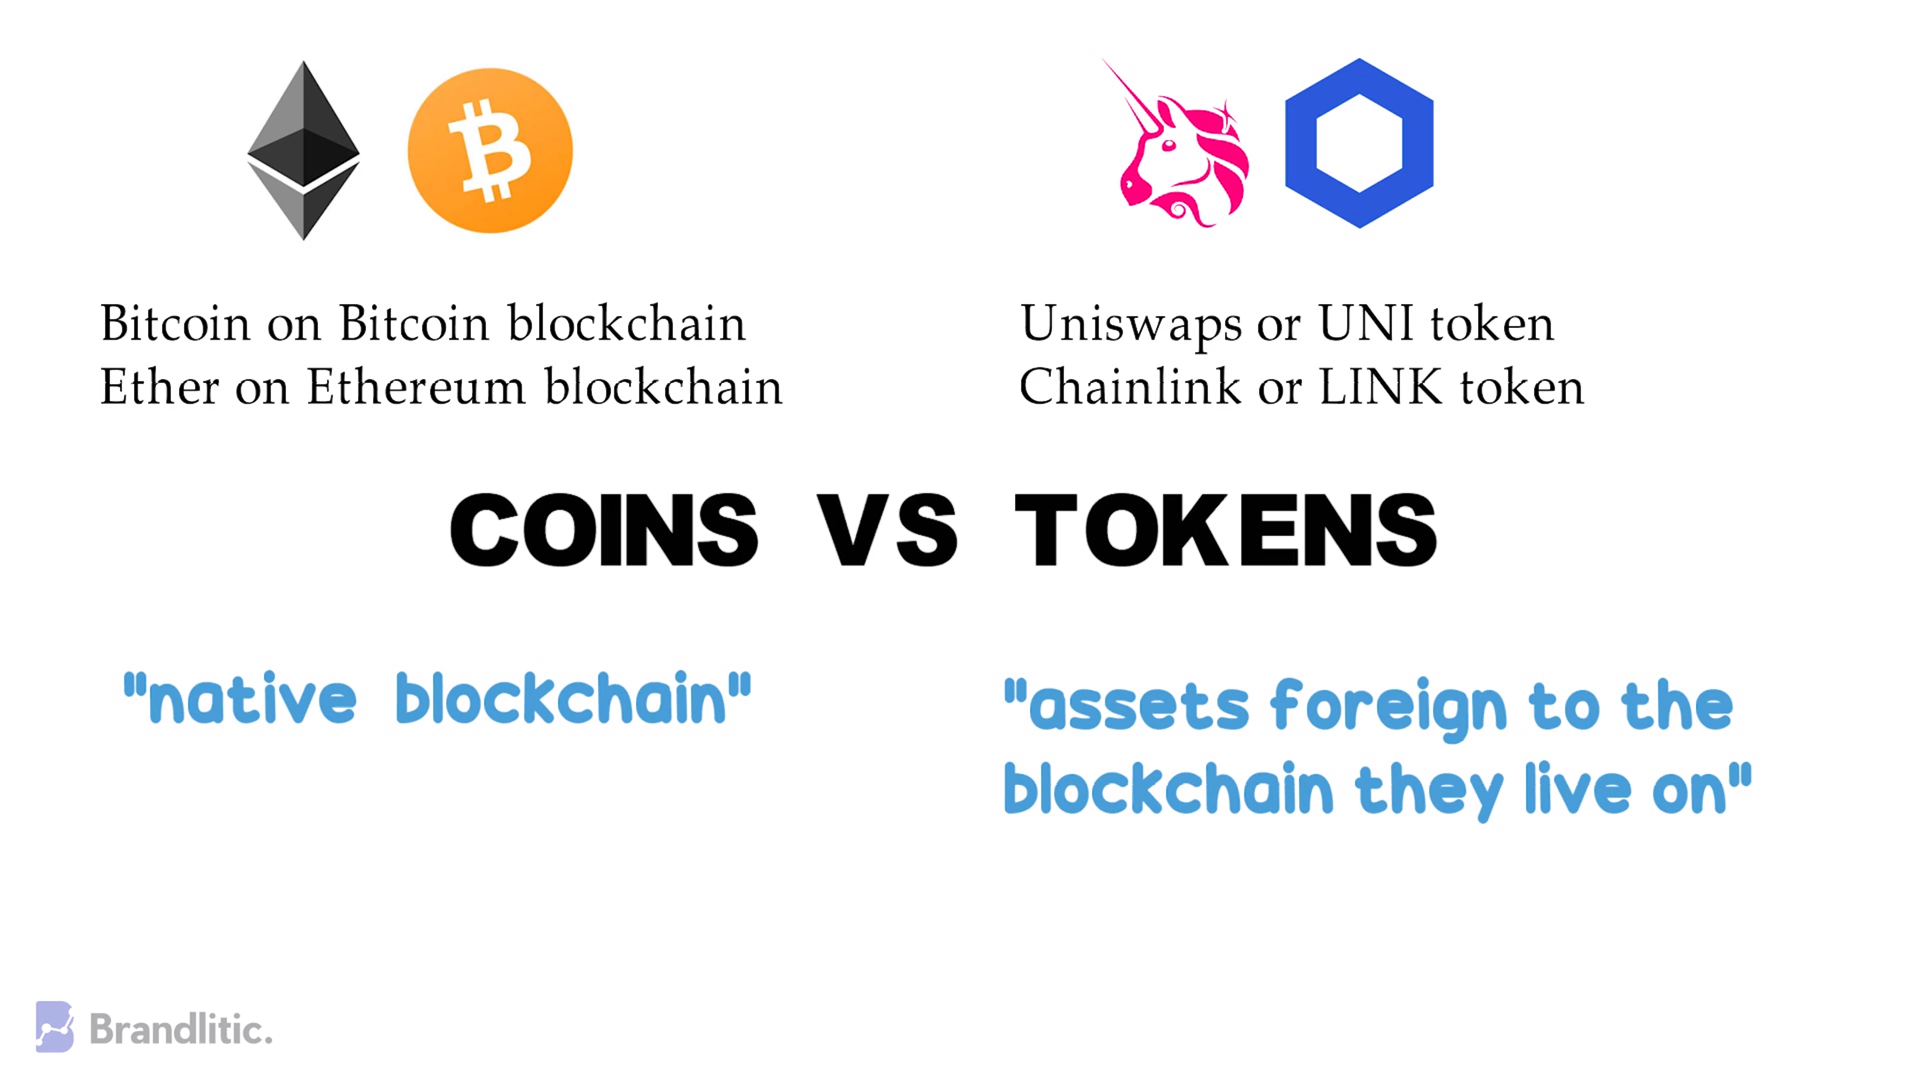 Bitcoin on Bitcoin blockchain
Ether on Ethereum blockchain
Uniswaps or UNI token
Chainlink or LINK token
COINS VS TOKENS
"native blockchain"
"assets foreign to the
blockchain they live on"
Brandlitic.